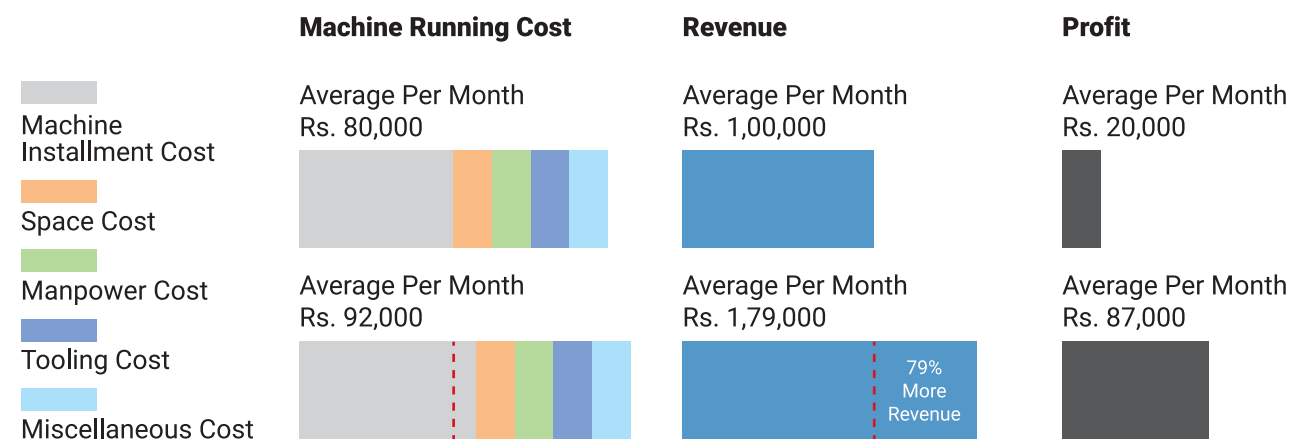 Machine Running Cost
Revenue
Profit
Machine
Installment Cost
Space Cost
Manpower Cost
Tooling Cost
Miscellaneous Cost
Average Per Month
Rs. 80,000
Average Per Month
Rs. 1,00,000
Average Per Month
Rs. 20,000
Average Per Month
Rs. 92,000
Average Per Month
Rs. 1,79,000
79%
More
Revenue
Average Per Month
Rs. 87,000